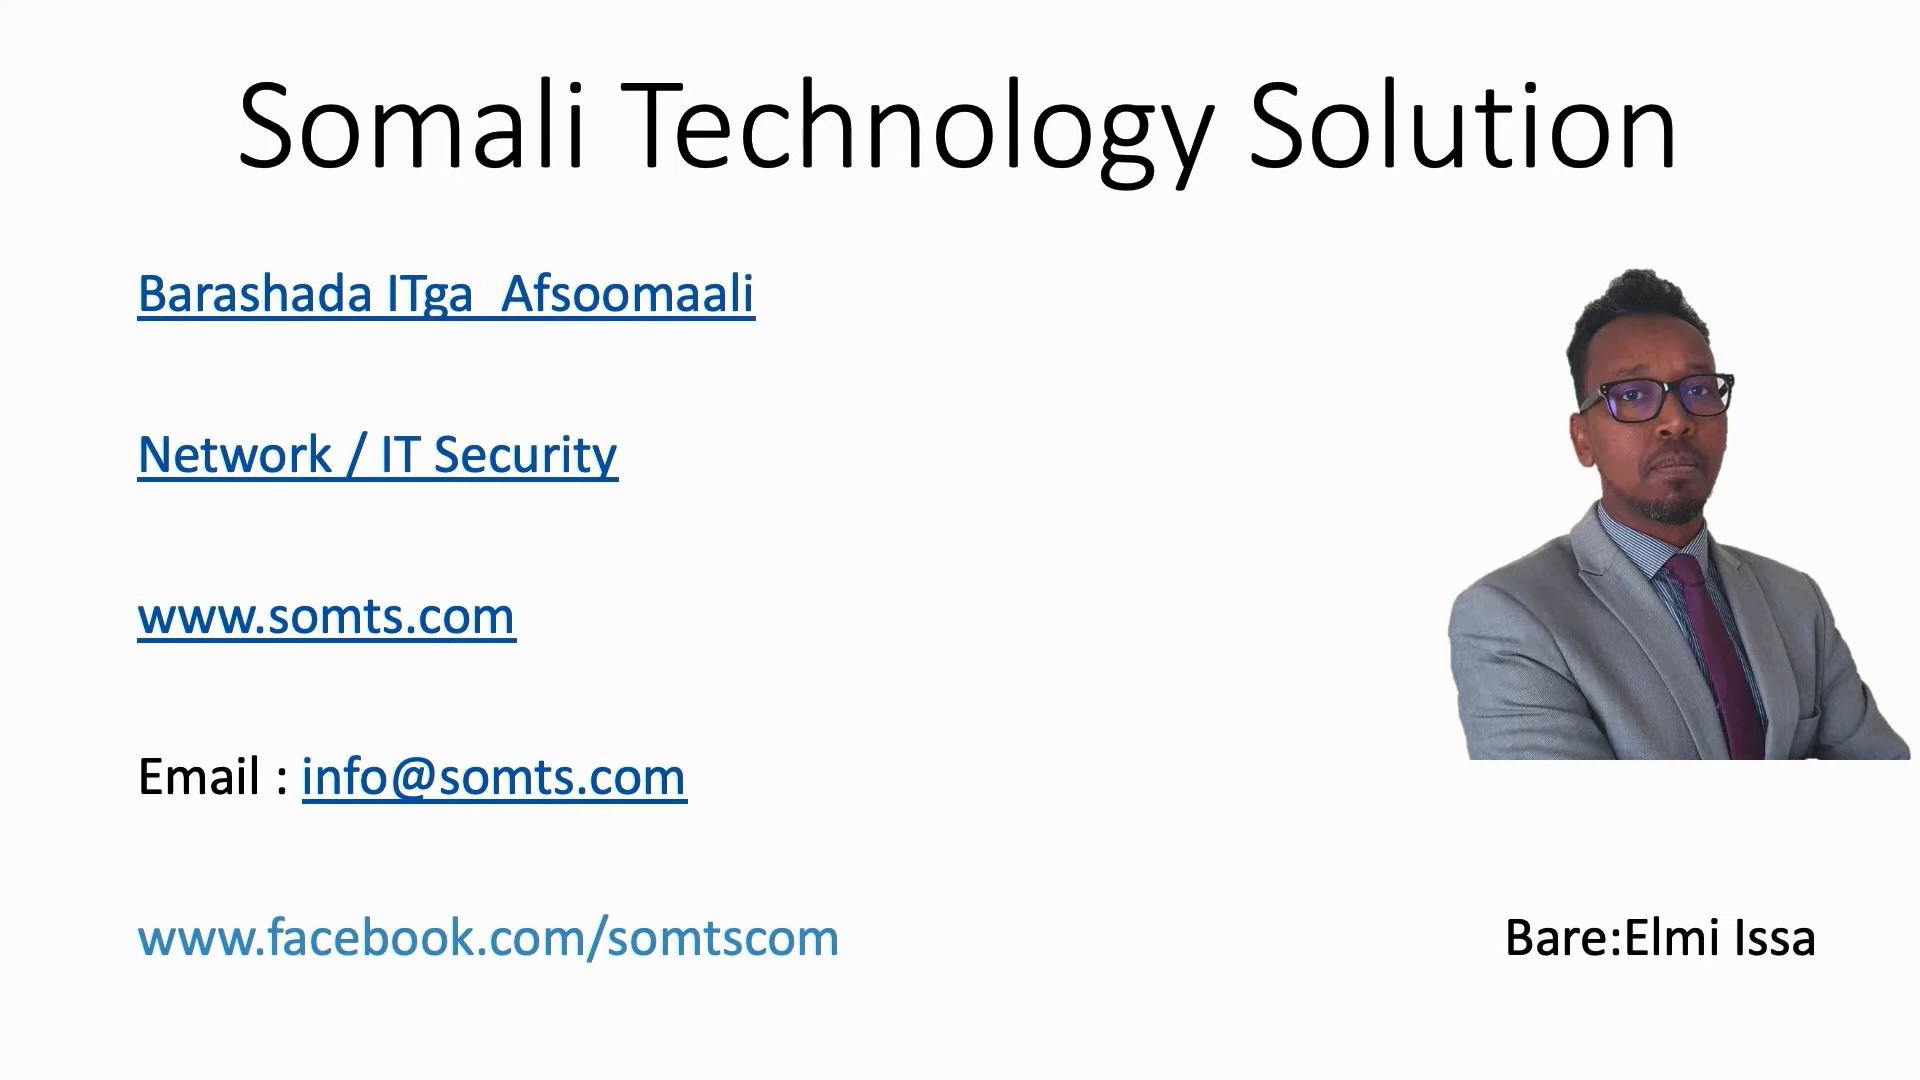 Somali Technology Solution
Barashada ITga  Afsoomaali
Network / IT Security
www.somts.com
Email : info@somts.com
www.facebook.com/somtscom
Bare:Elmi Issa